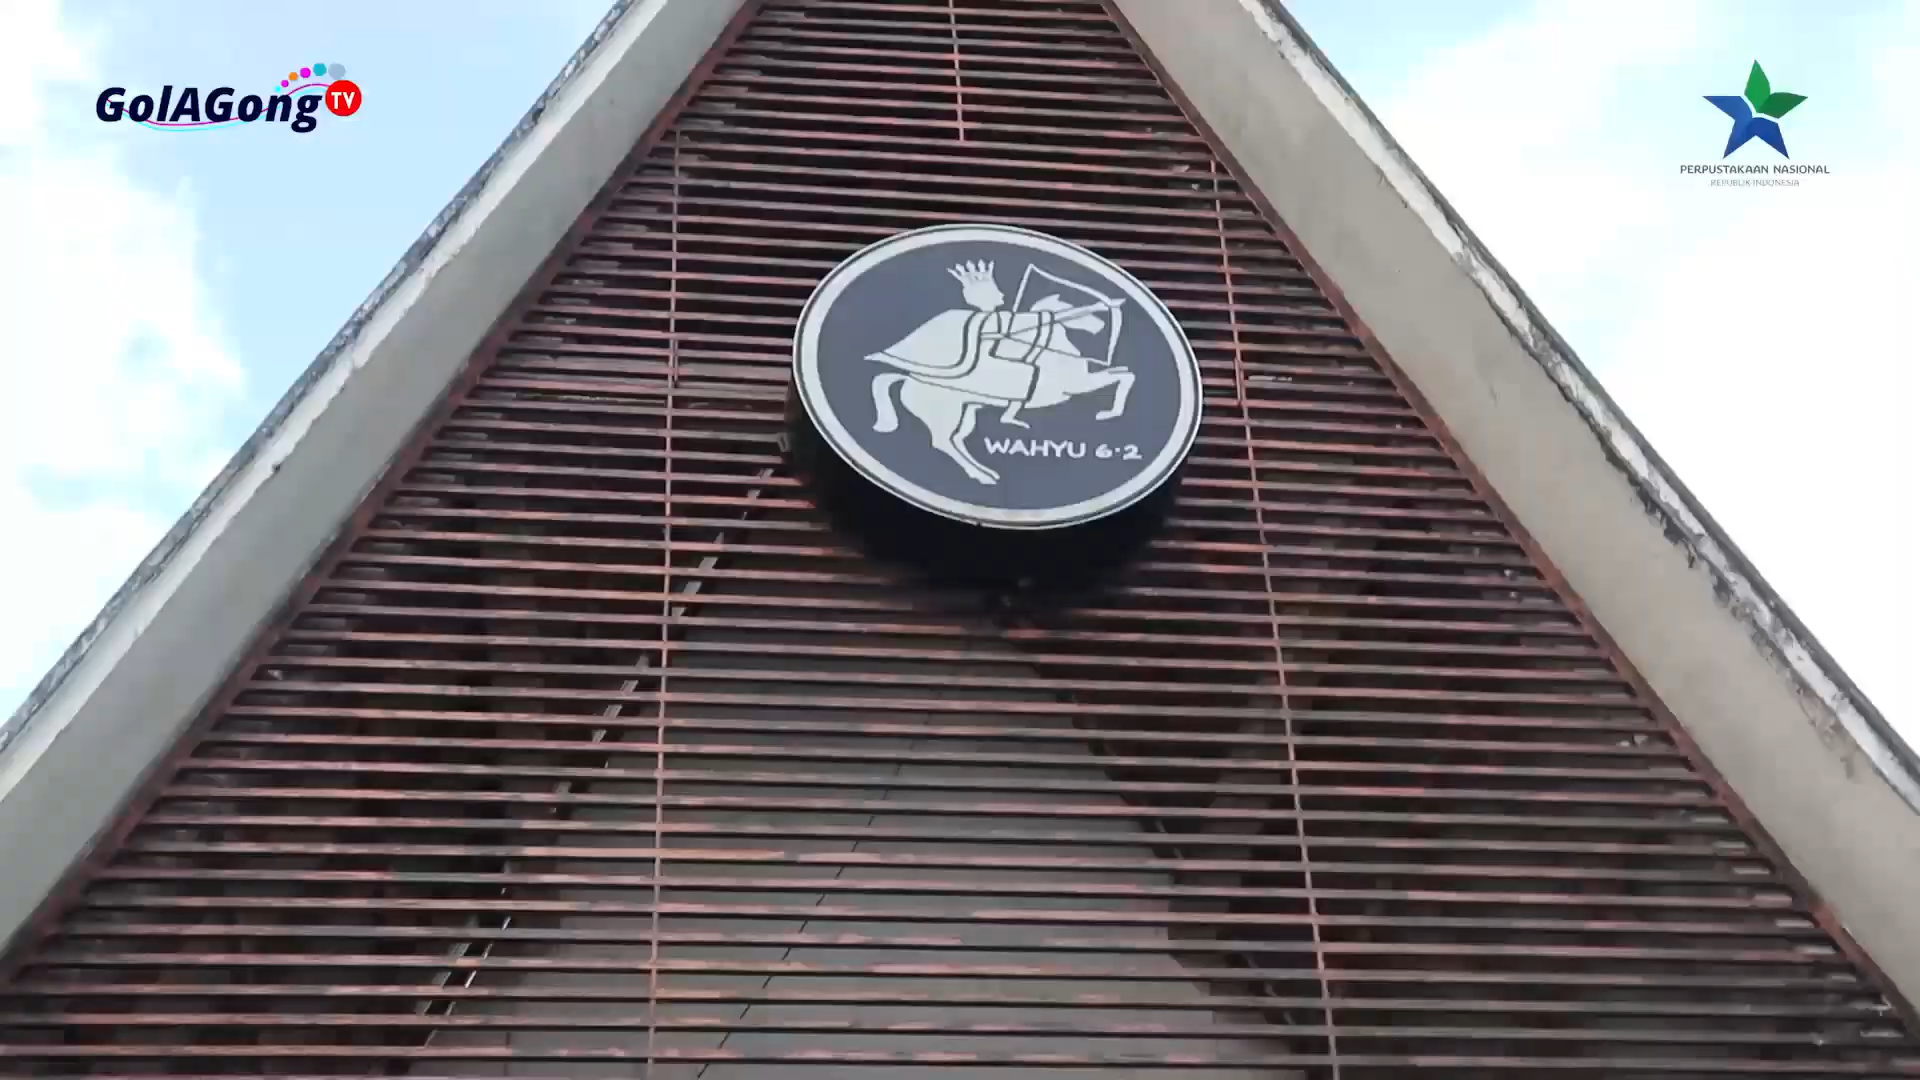 GolAGong TV
PERPUSTAKAAN NASIONAL
REPUBLIK INDONESIA
WAHYU 6:2